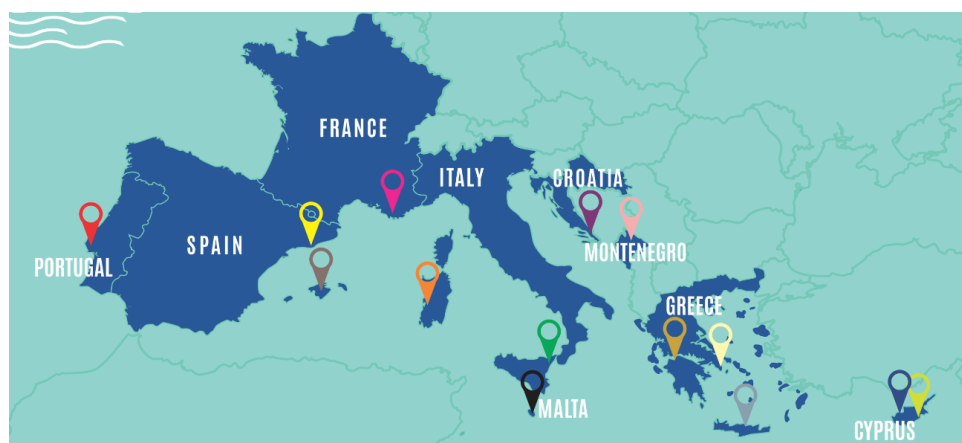 FRANCE
ITALY
CROATIA
SPAIN
MONTENEGRO
PORTUGAL
GREECE
MALTA
CYPRUS